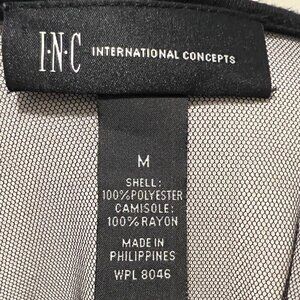 I·N·C INTERNATIONAL CONCEPTS
M
SHELL:
100%POLYESTER
CAMISOLE:
100%RAYON
MADE IN
PHILIPPINES
WPL 8046